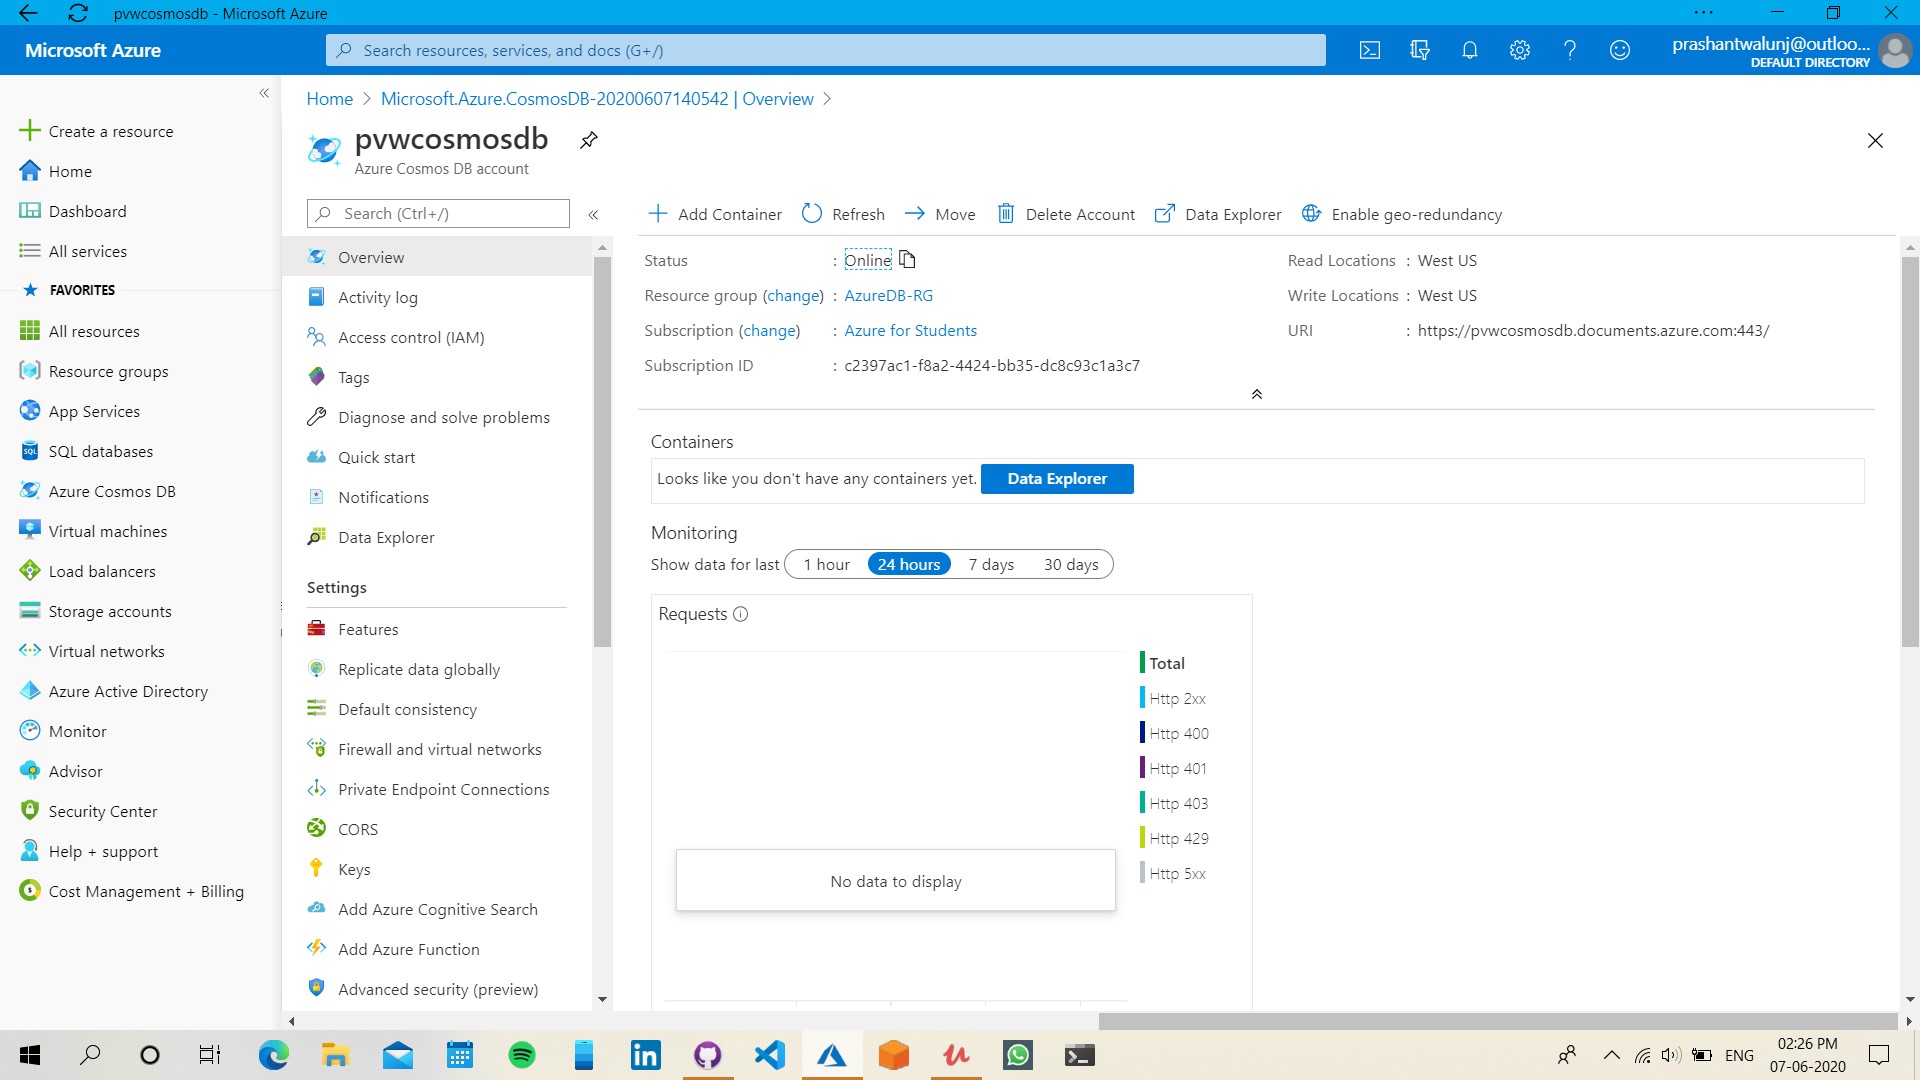 pvwcosmosdb - Microsoft Azure
Microsoft Azure
Search resources, services, and docs (G+/)
prashantwalunj@outloo...
DEFAULT DIRECTORY
Create a resource
Home
Dashboard
All services
FAVORITES
All resources
Resource groups
App Services
SQL databases
Azure Cosmos DB
Virtual machines
Load balancers
Storage accounts
Virtual networks
Azure Active Directory
Monitor
Advisor
Security Center
Help + support
Cost Management + Billing
Home > Microsoft.Azure.CosmosDB-20200607140542 | Overview >
pvwcosmosdb
Azure Cosmos DB account
Search (Ctrl+/)
Overview
Activity log
Access control (IAM)
Tags
Diagnose and solve problems
Quick start
Notifications
Data Explorer
Settings
Features
Replicate data globally
Default consistency
Firewall and virtual networks
Private Endpoint Connections
CORS
Keys
Add Azure Cognitive Search
Add Azure Function
Advanced security (preview)
Add Container Refresh Move Delete Account Data Explorer Enable geo-redundancy
Status : Online
Resource group (change) : AzureDB-RG
Subscription (change) : Azure for Students
Subscription ID : c2397ac1-f8a2-4424-bb35-dc8c93c1a3c7
Read Locations : West US
Write Locations : West US
URI : https://pvwcosmosdb.documents.azure.com:443/
Containers
Looks like you don't have any containers yet. Data Explorer
Monitoring
Show data for last 1 hour 24 hours 7 days 30 days
Requests
Total
Http 2xx
Http 400
Http 401
Http 403
Http 429
Http 5xx
No data to display
ENG
02:26 PM
07-06-2020